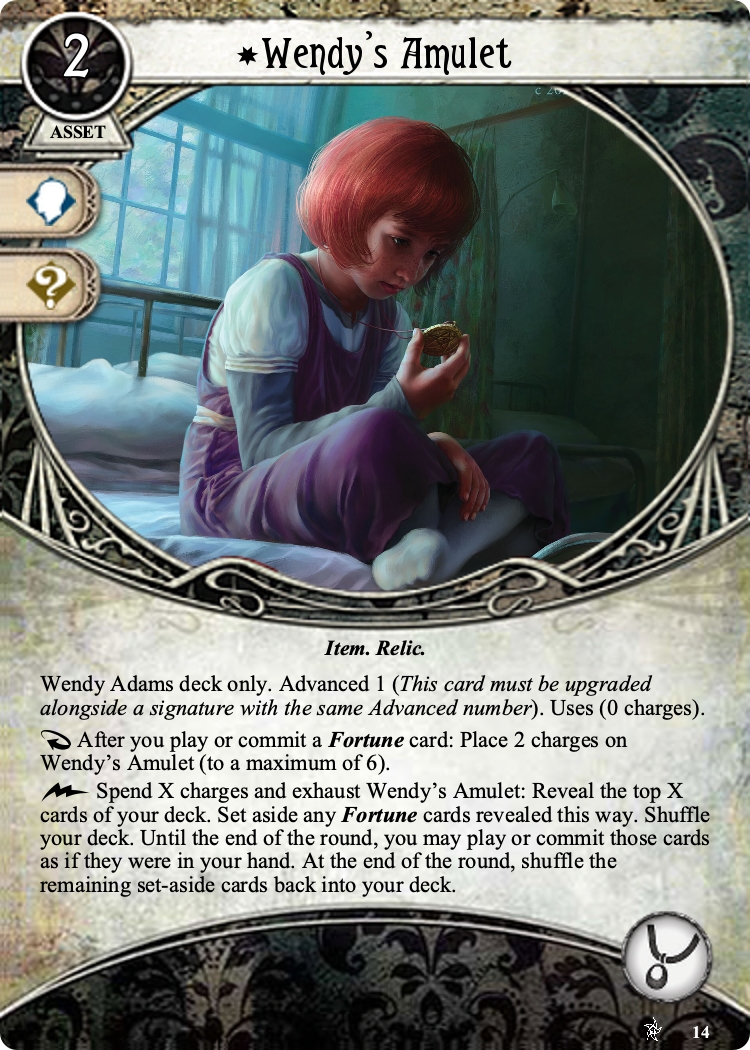 2
Wendy's Amulet
ASSET
Item. Relic.
Wendy Adams deck only. Advanced 1 (This card must be upgraded
alongside a signature with the same Advanced number). Uses (0 charges).
After you play or commit a Fortune card: Place 2 charges on
Wendy's Amulet (to a maximum of 6).
Spend X charges and exhaust Wendy's Amulet: Reveal the top X
cards of your deck. Set aside any Fortune cards revealed this way. Shuffle
your deck. Until the end of the round, you may play or commit those cards
as if they were in your hand. At the end of the round, shuffle the
remaining set-aside cards back into your deck.
14